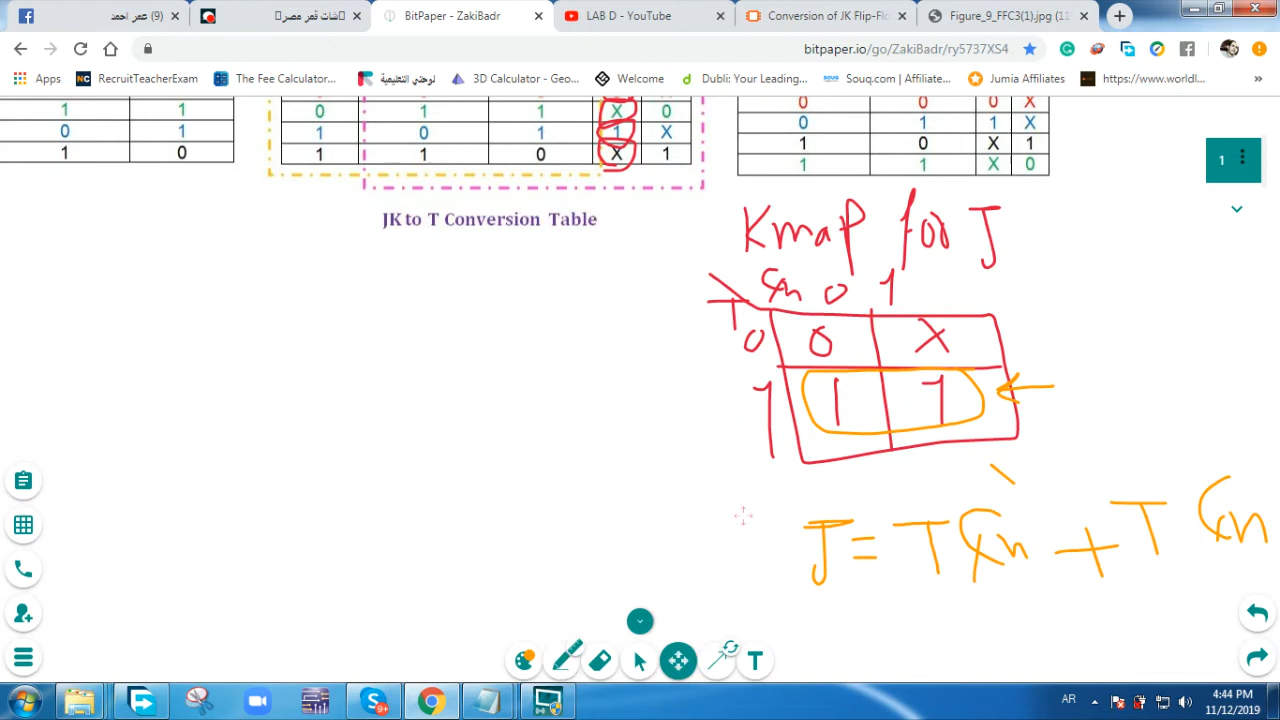 (9) عمر احمد
شات قمر مصر
BitPaper - ZakiBadr
LAB D - YouTube
Conversion of JK Flip-Flo
Figure_9_FFC3(1).jpg (11
bitpaper.io/go/ZakiBadr/ry5737XS4
Apps
RecruitTeacherExam
The Fee Calculator...
لوحتي التعليمية
3D Calculator - Geo...
Welcome
Dubli: Your Leading...
Souq.com | Affiliate...
Jumia Affiliates
https://www.worldl...
»
1 1
0 1
1 0
0 1 1 X 0
1 0 1 1 X
1 1 0 X 1
JK to T Conversion Table
0 0 0 X
0 1 1 X
1 0 X 1
1 1 X 0
1
Kmap for J
T Qn 0 1
0 0 X
1 1 1
J = T Qn + T Qn
T
AR
4:44 PM
11/12/2019